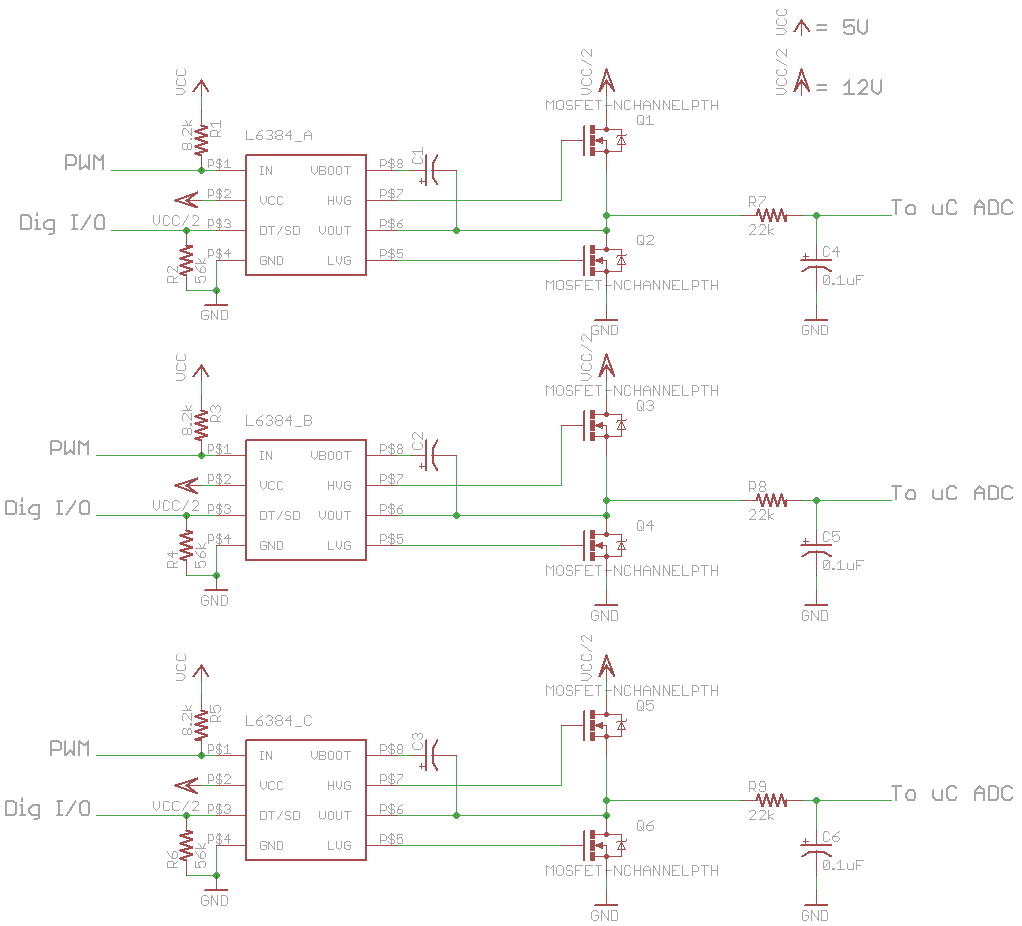 VCC = 5V
VCC/2 = 12V
VCC
8.2k R1
L6384_A
PWM
P$1 IN VBOOT P$8
C1
P$2 VCC HVG P$7
VCC/2
Dig I/O
P$3 DT/SD VOUT P$6
R2 56k
P$4 GND LVG P$5
GND
VCC/2
MOSFET-NCHANNELPTH
Q1
Q2
MOSFET-NCHANNELPTH
GND
R7
22k
To uC ADC
C4
0.1uF
GND
VCC
8.2k R3
L6384_B
PWM
P$1 IN VBOOT P$8
C2
P$2 VCC HVG P$7
VCC/2
Dig I/O
P$3 DT/SD VOUT P$6
R4 56k
P$4 GND LVG P$5
GND
VCC/2
MOSFET-NCHANNELPTH
Q3
Q4
MOSFET-NCHANNELPTH
GND
R8
22k
To uC ADC
C5
0.1uF
GND
VCC
8.2k R5
L6384_C
PWM
P$1 IN VBOOT P$8
C3
P$2 VCC HVG P$7
VCC/2
Dig I/O
P$3 DT/SD VOUT P$6
R6 56k
P$4 GND LVG P$5
GND
VCC/2
MOSFET-NCHANNELPTH
Q5
Q6
MOSFET-NCHANNELPTH
GND
R9
22k
To uC ADC
C6
0.1uF
GND